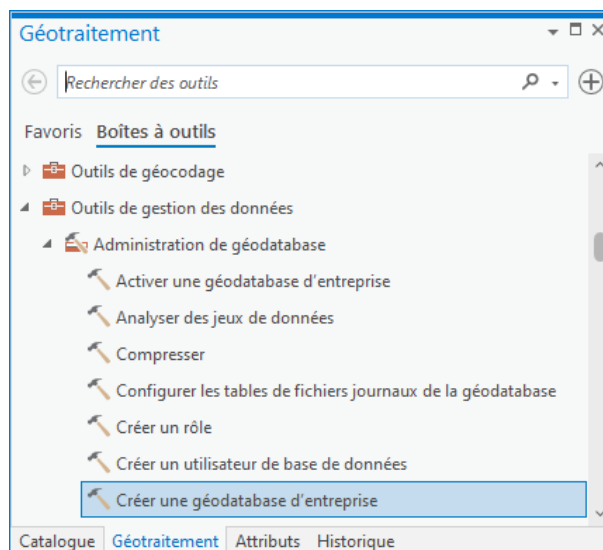 Géotraitement
Rechercher des outils
Favoris Boîtes à outils
Outils de géocodage
Outils de gestion des données
Administration de géodatabase
Activer une géodatabase d'entreprise
Analyser des jeux de données
Compresser
Configurer les tables de fichiers journaux de la géodatabase
Créer un rôle
Créer un utilisateur de base de données
Créer une géodatabase d'entreprise
Catalogue Géotraitement Attributs Historique